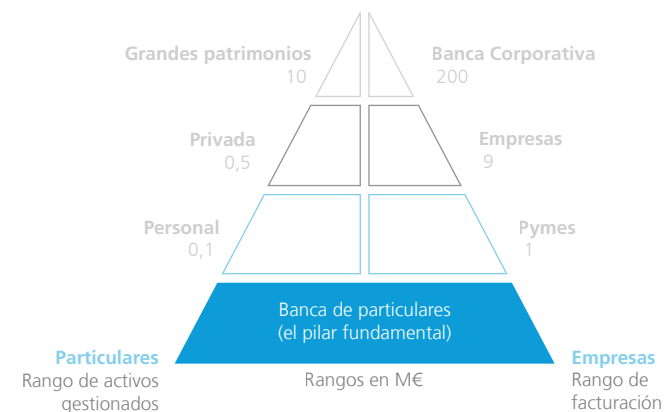 Grandes patrimonios
10
Banca Corporativa
200
Privada
0,5
Empresas
9
Personal
0,1
Pymes
1
Banca de particulares
(el pilar fundamental)
Particulares
Rango de activos
gestionados
Rangos en M€
Empresas
Rango de
facturación